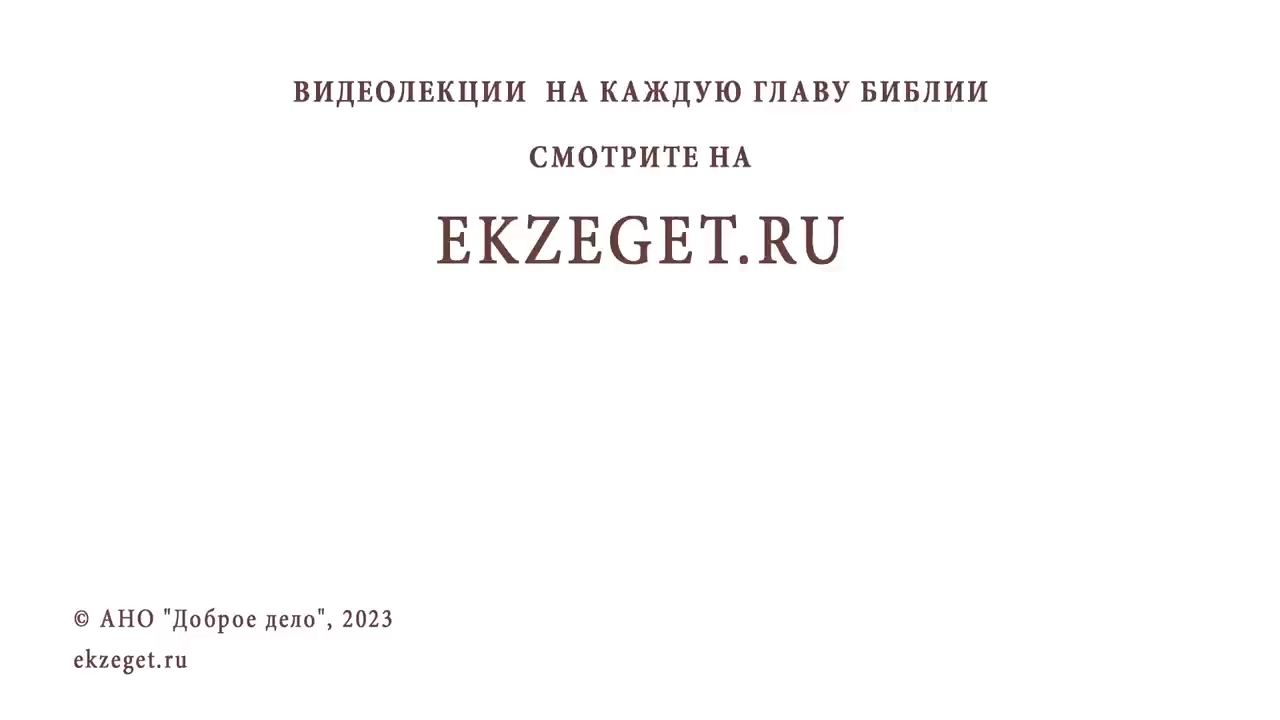 ВИДЕОЛЕКЦИИ НА КАЖДУЮ ГЛАВУ БИБЛИИ
СМОТРИТЕ НА
EKZEGET.RU
© АНО "Доброе дело", 2023
ekzeget.ru